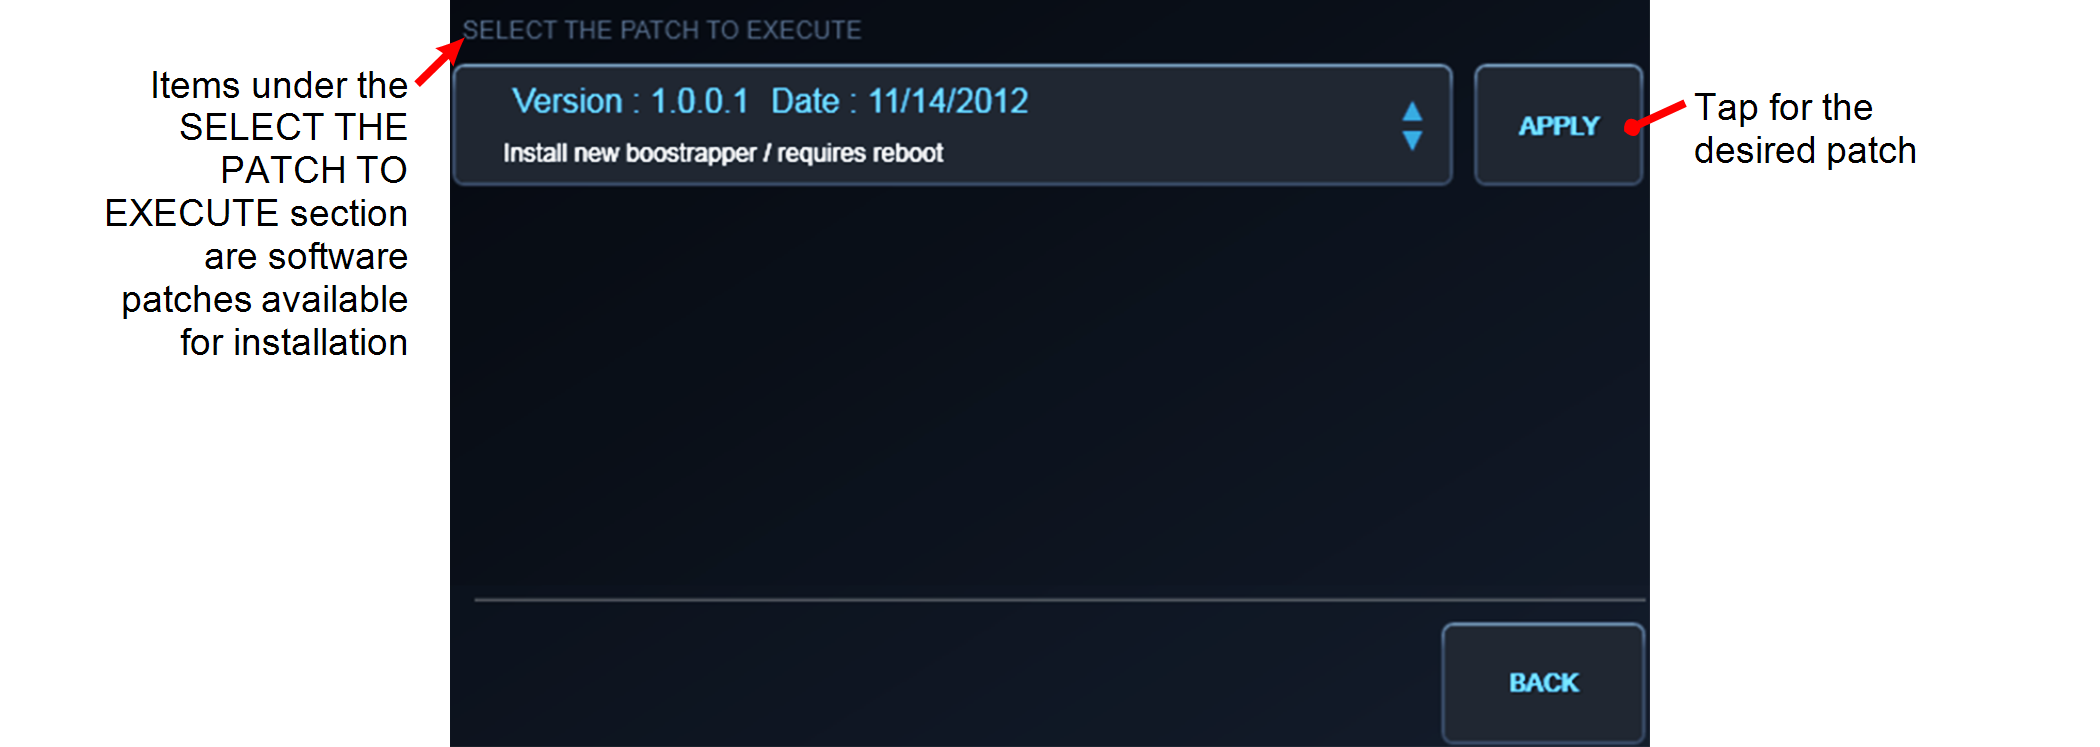 Items under the
SELECT THE
PATCH TO
EXECUTE section
are software
patches available
for installation
SELECT THE PATCH TO EXECUTE
Version : 1.0.0.1 Date : 11/14/2012
Install new boostrapper / requires reboot
APPLY
Tap for the
desired patch
BACK